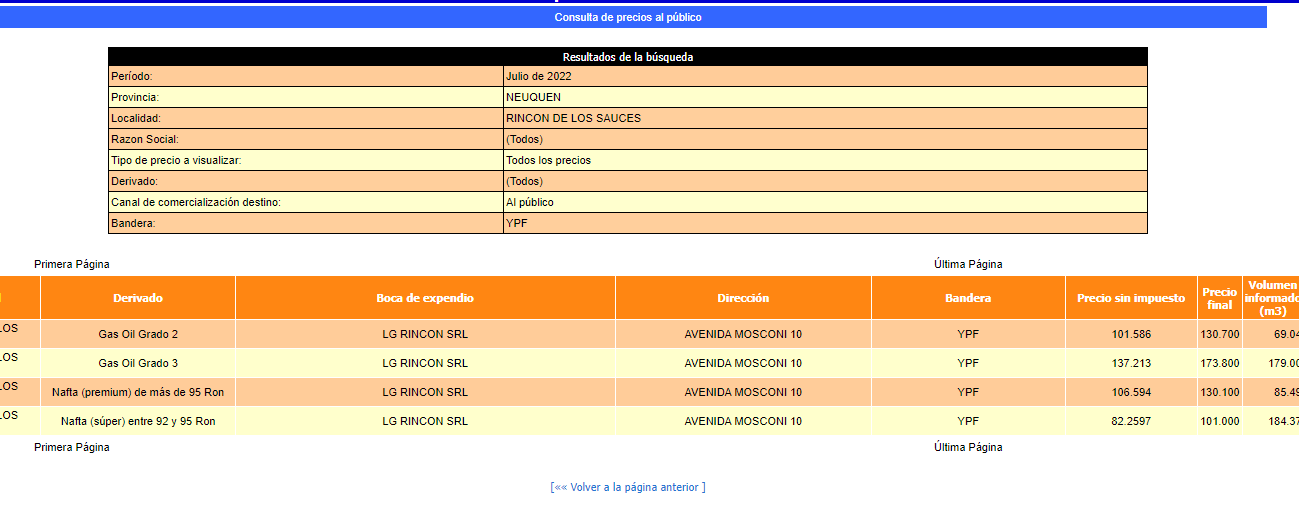 Consulta de precios al público
Resultados de la búsqueda
Período: Julio de 2022
Provincia: NEUQUEN
Localidad: RINCON DE LOS SAUCES
Razon Social: (Todos)
Tipo de precio a visualizar: Todos los precios
Derivado: (Todos)
Canal de comercialización destino: Al público
Bandera: YPF
Primera Página Última Página
Derivado Boca de expendio Dirección Bandera Precio sin impuesto Precio final Volumen informado (m3)
LOS Gas Oil Grado 2 LG RINCON SRL AVENIDA MOSCONI 10 YPF 101.586 130.700 69.04
LOS Gas Oil Grado 3 LG RINCON SRL AVENIDA MOSCONI 10 YPF 137.213 173.800 179.00
LOS Nafta (premium) de más de 95 Ron LG RINCON SRL AVENIDA MOSCONI 10 YPF 106.594 130.100 85.49
LOS Nafta (súper) entre 92 y 95 Ron LG RINCON SRL AVENIDA MOSCONI 10 YPF 82.2597 101.000 184.37
Primera Página Última Página
[«« Volver a la página anterior ]